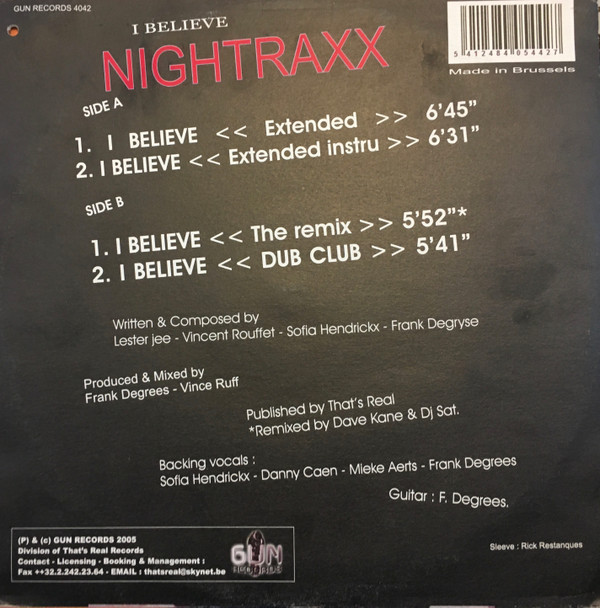 GUN RECORDS 4042
I BELIEVE
NIGHTRAXX
5 412484 054427
Made in Brussels
SIDE A
1. I BELIEVE << Extended >> 6'45"
2. I BELIEVE << Extended instru >> 6'31"
SIDE B
1. I BELIEVE << The remix >> 5'52"*
2. I BELIEVE << DUB CLUB >> 5'41"
Written & Composed by
Lester jee - Vincent Rouffet - Sofia Hendrickx - Frank Degryse
Produced & Mixed by
Frank Degrees - Vince Ruff
Published by That's Real
*Remixed by Dave Kane & Dj Sat.
Backing vocals :
Sofia Hendrickx - Danny Caen - Mieke Aerts - Frank Degrees
Guitar : F. Degrees.
(P) & (c) GUN RECORDS 2005
Division of That's Real Records
Contact - Licensing - Booking & Management :
Fax ++32.2.242.23.64 - EMAIL : thatsreal@skynet.be
GUN
RECORDS
Sleeve : Rick Restanques